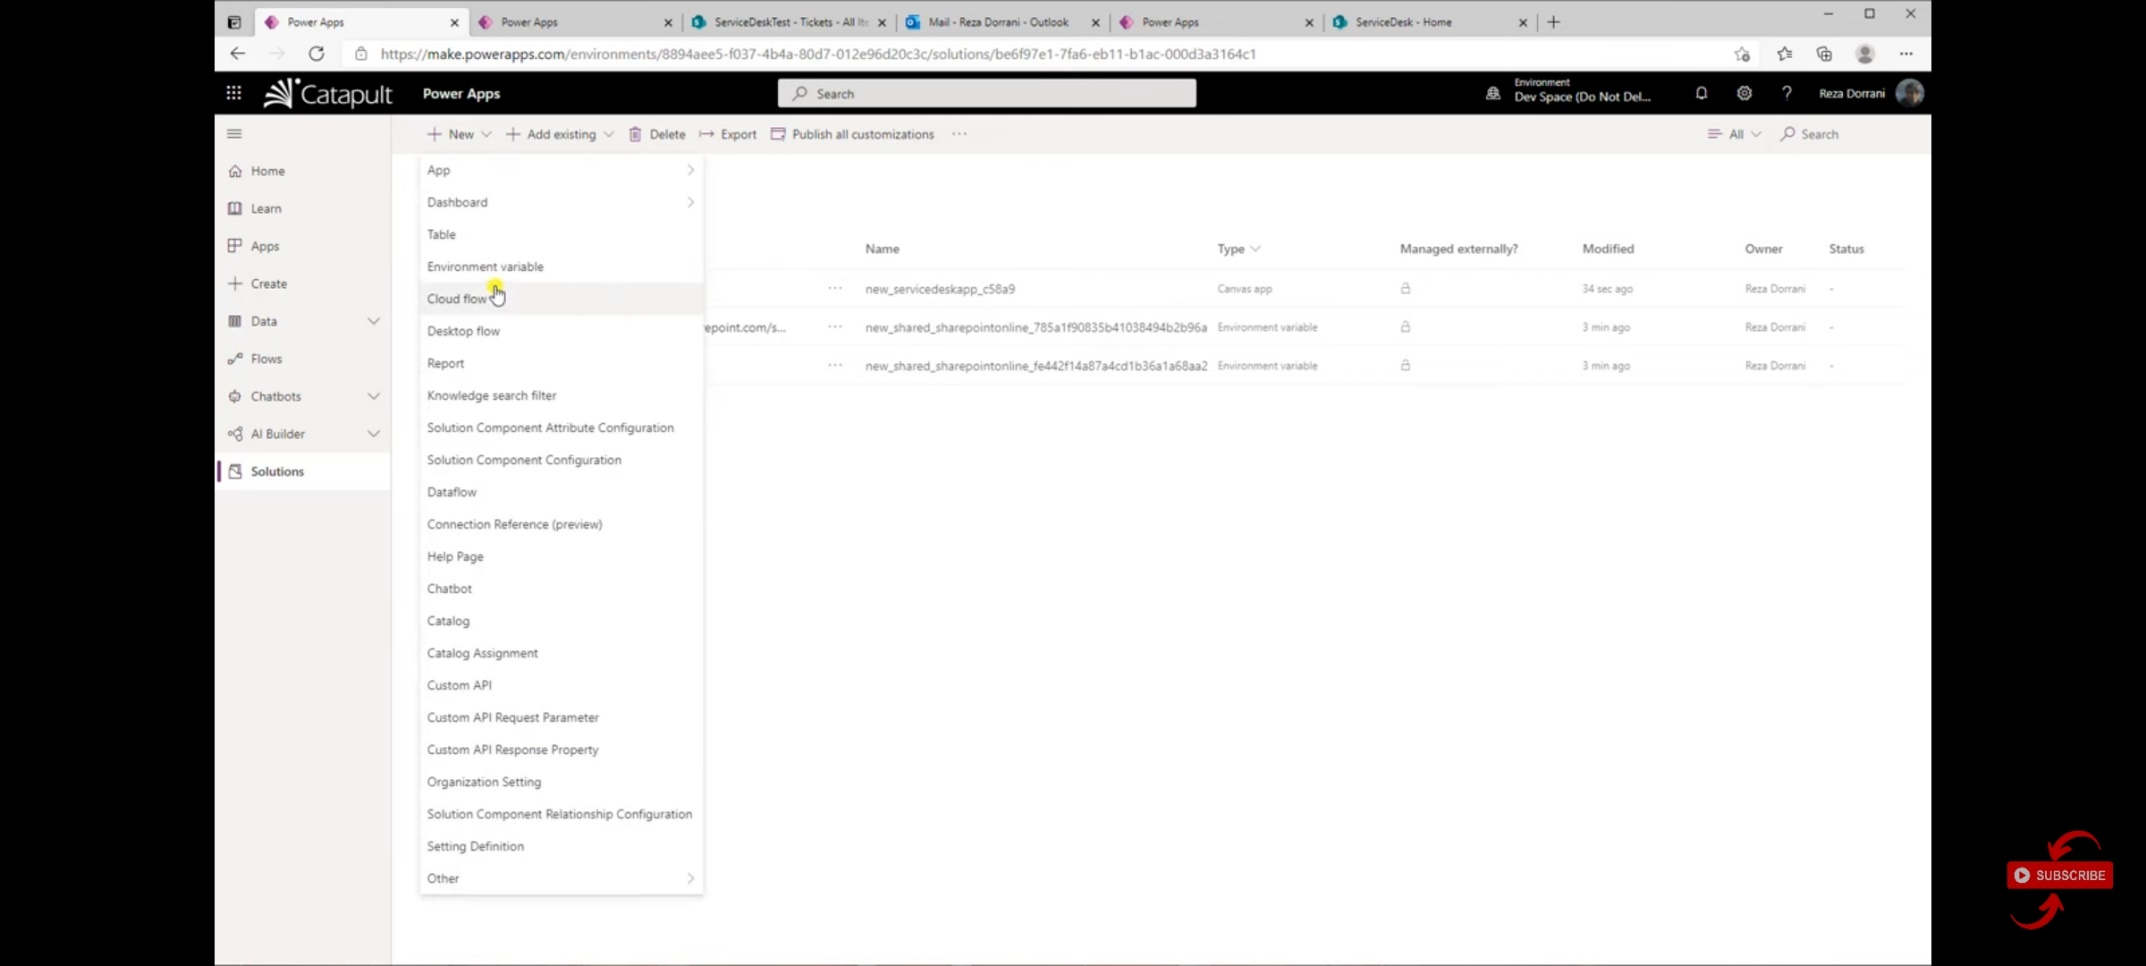 Power Apps
Power Apps
ServiceDeskTest - Tickets - All Ite
Mail - Reza Dorrani - Outlook
Power Apps
ServiceDesk - Home
https://make.powerapps.com/environments/8894aee5-f037-4b4a-80d7-012e96d20c3c/solutions/be6f97e1-7fa6-eb11-b1ac-000d3a3164c1
Catapult
Power Apps
Search
Environment
Dev Space (Do Not Del...
?
Reza Dorrani
New
Add existing
Delete
Export
Publish all customizations
...
All
Search
Home
Learn
Apps
Create
Data
Flows
Chatbots
AI Builder
Solutions
App
Dashboard
Table
Environment variable
Cloud flow
Desktop flow
Report
Knowledge search filter
Solution Component Attribute Configuration
Solution Component Configuration
Dataflow
Connection Reference (preview)
Help Page
Chatbot
Catalog
Catalog Assignment
Custom API
Custom API Request Parameter
Custom API Response Property
Organization Setting
Solution Component Relationship Configuration
Setting Definition
Other
Name Type Managed externally? Modified Owner Status
... new_servicedeskapp_c58a9 Canvas app 34 sec ago Reza Dorrani -
epoint.com/s... ... new_shared_sharepointonline_785a1f90835b41038494b2b96a Environment variable 3 min ago Reza Dorrani -
... new_shared_sharepointonline_fe442f14a87a4cd1b36a1a68aa2 Environment variable 3 min ago Reza Dorrani -
SUBSCRIBE